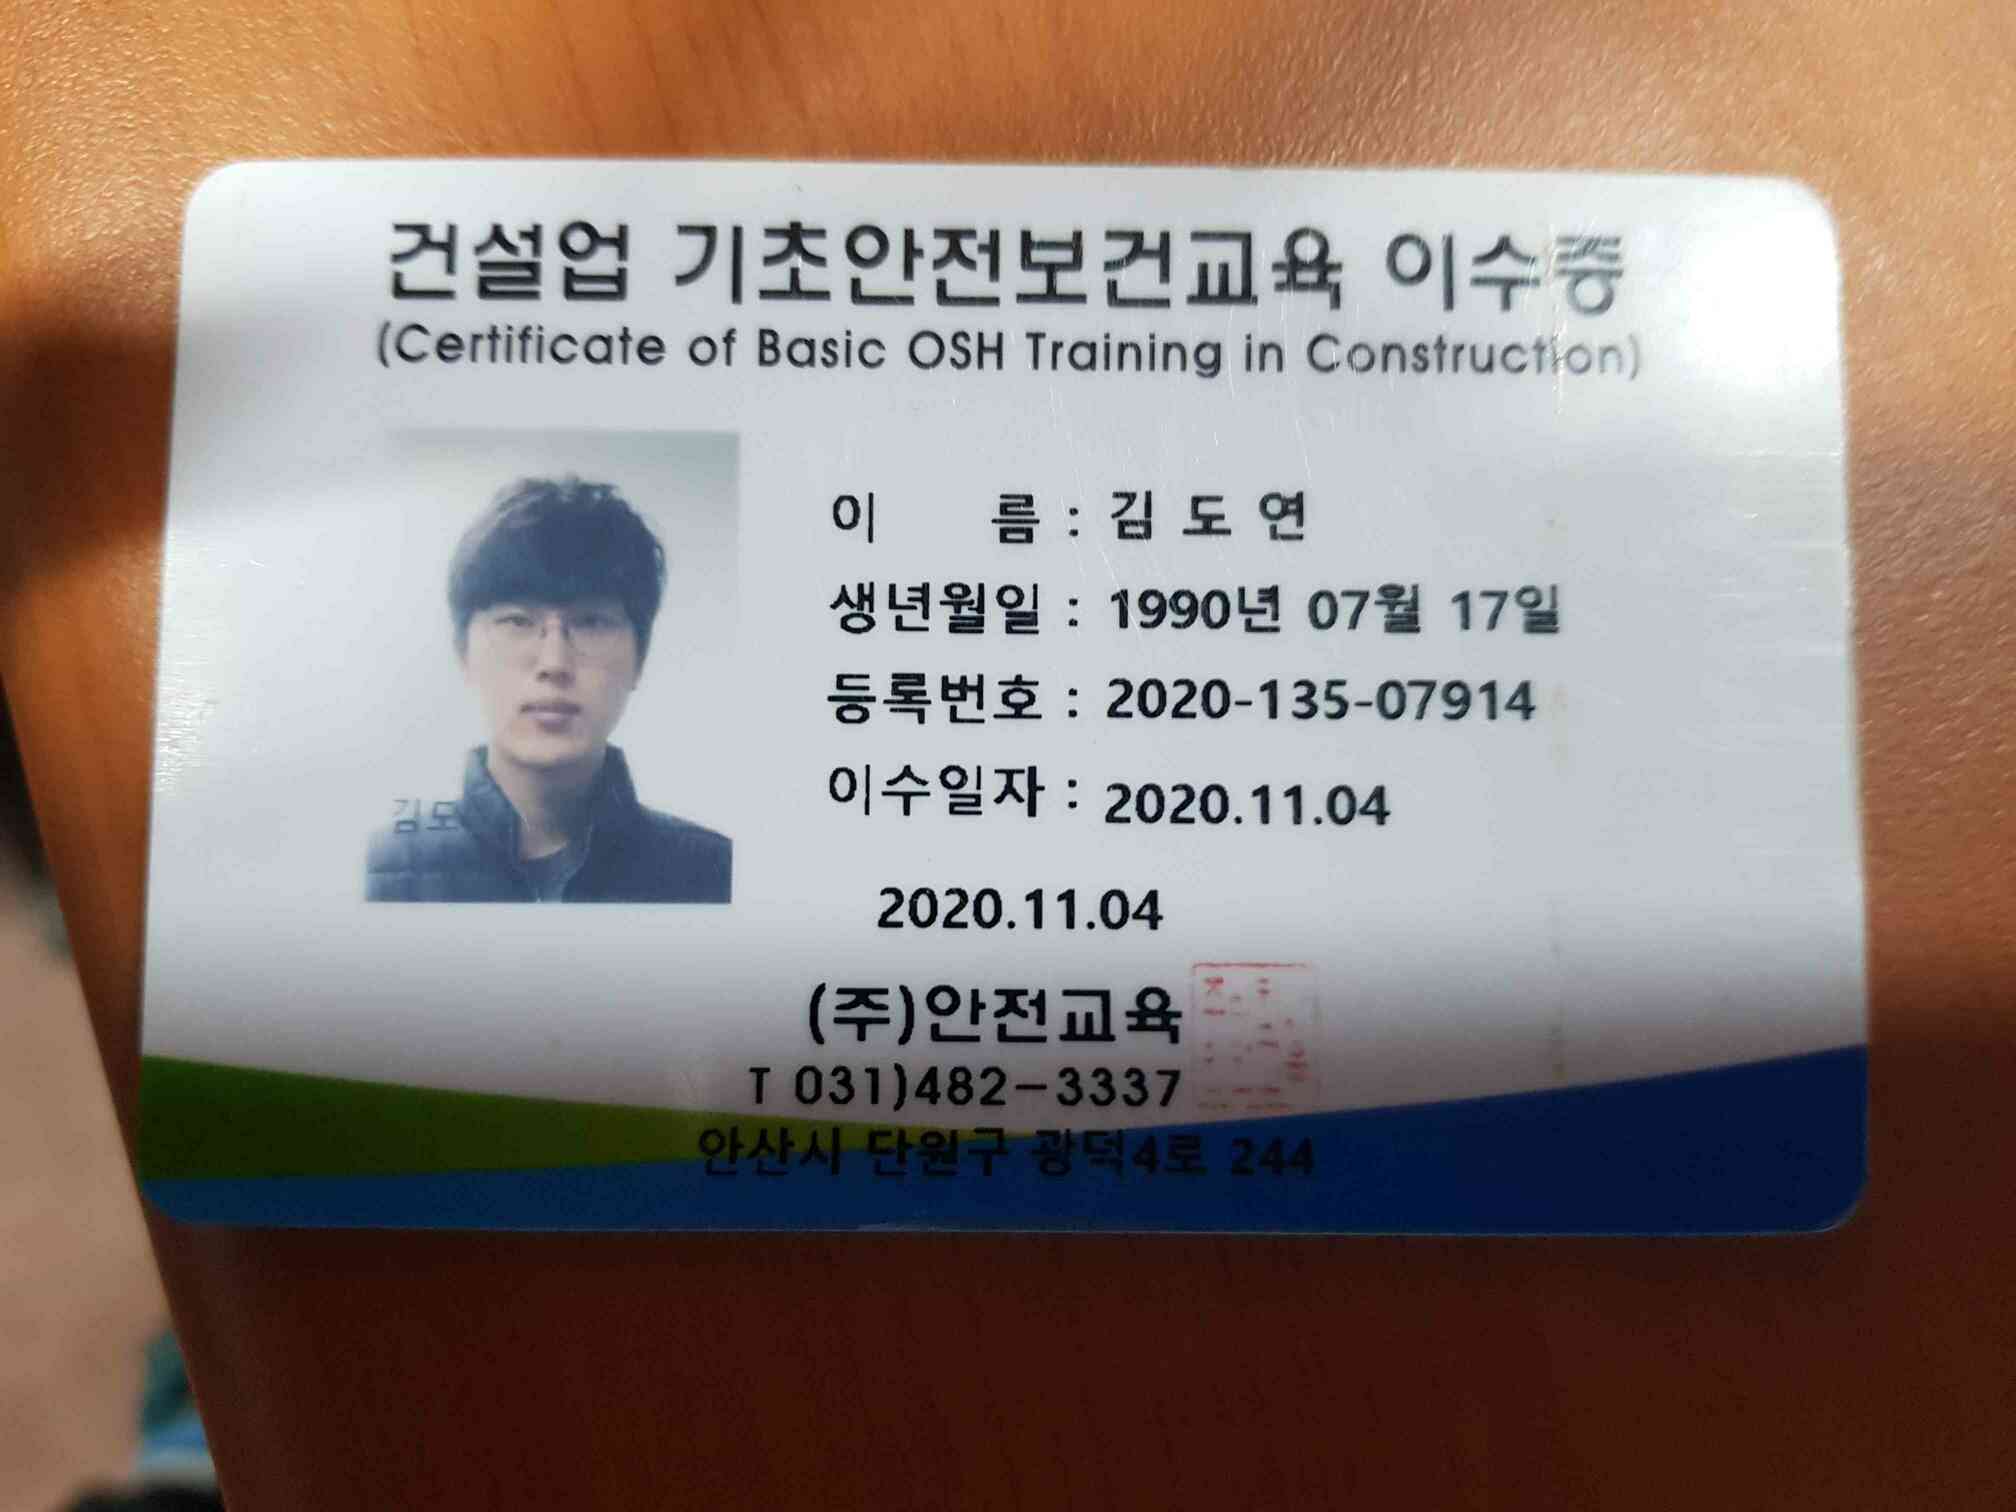 건설업 기초안전보건교육 이수증
(Certificate of Basic OSH Training in Construction)
이 름 : 김 도 연
생년월일 : 1990년 07월 17일
등록번호 : 2020-135-07914
이수일자 : 2020.11.04
김도
2020.11.04
(주)안전교육
T 031)482-3337
안산시 단원구 광덕4로 244